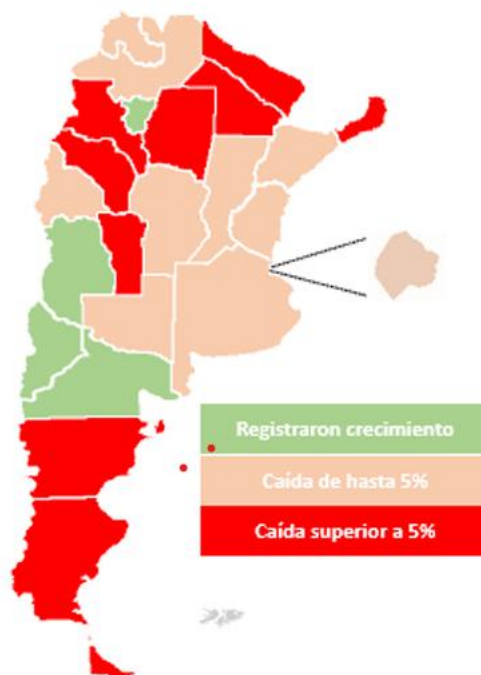 Registraron crecimiento
Caída de hasta 5%
Caída superior a 5%